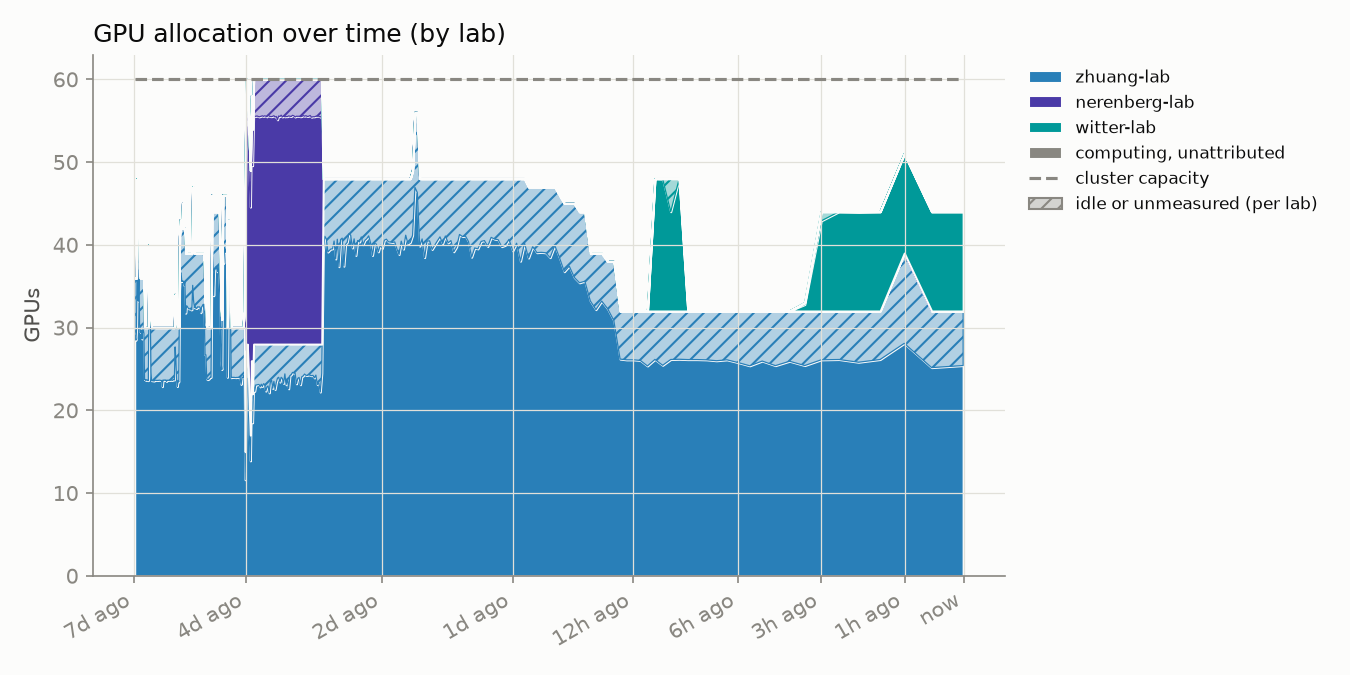 GPU allocation over time (by lab)
60
50
40
30
20
10
0
GPUs
7d ago
4d ago
2d ago
1d ago
12h ago
6h ago
3h ago
1h ago
now
zhuang-lab
nerenberg-lab
witter-lab
computing, unattributed
cluster capacity
idle or unmeasured (per lab)